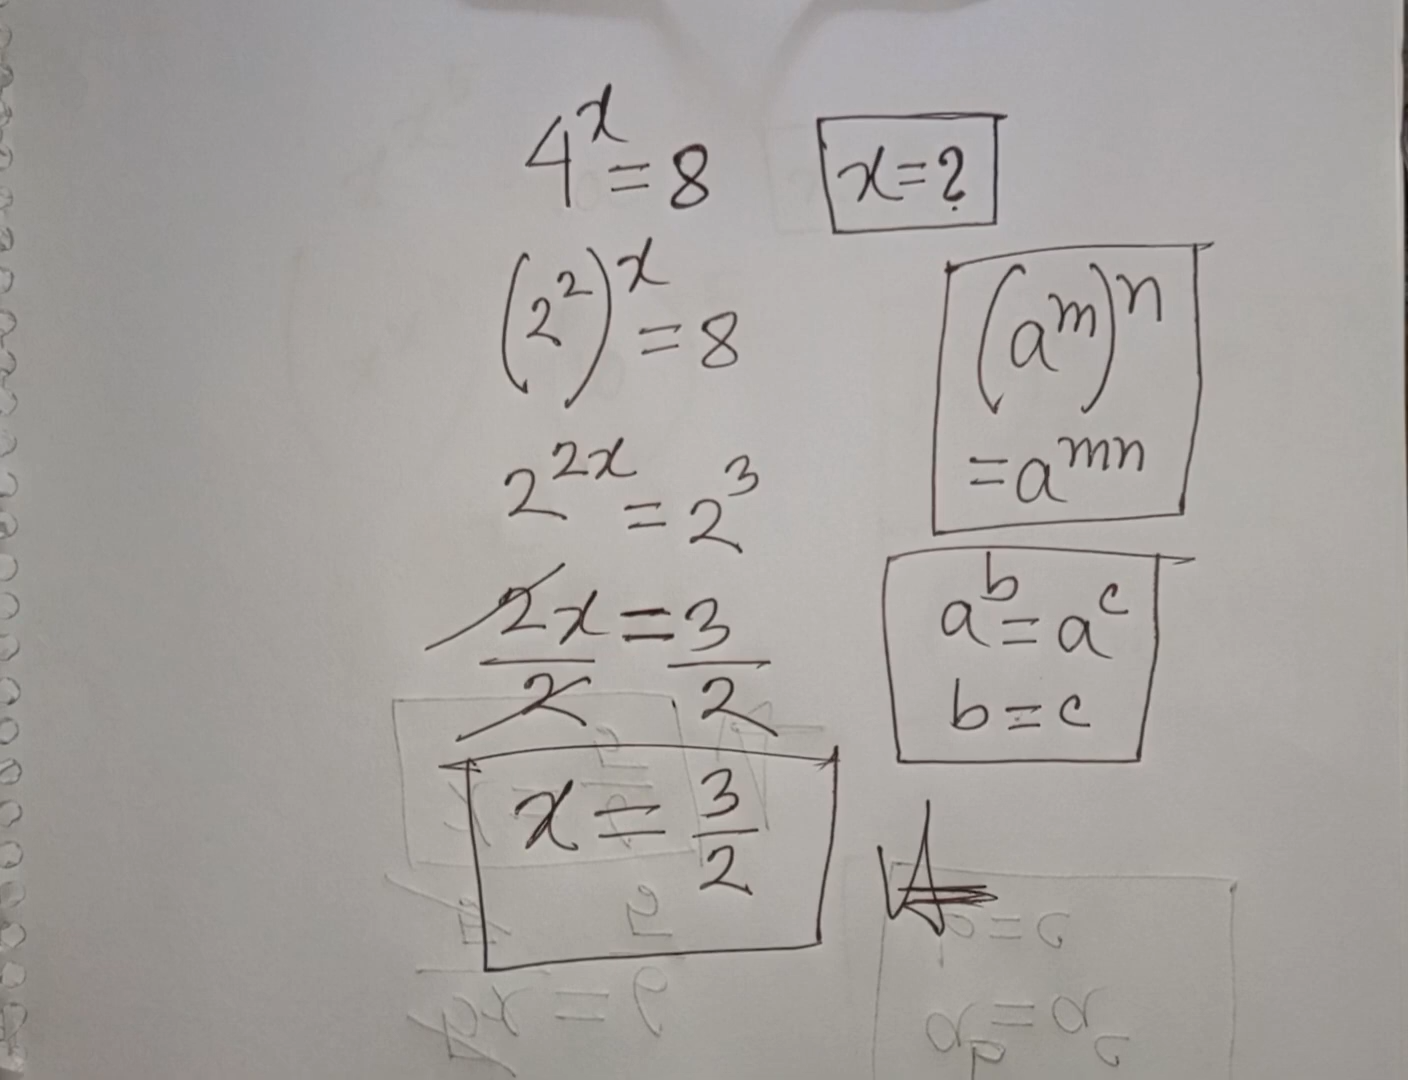 4^x = 8
x = ?
(2^2)^x = 8
(a^m)^n
= a^mn
2^2x = 2^3
2x/2 = 3/2
a^b = a^c
b = c
x = 3/2